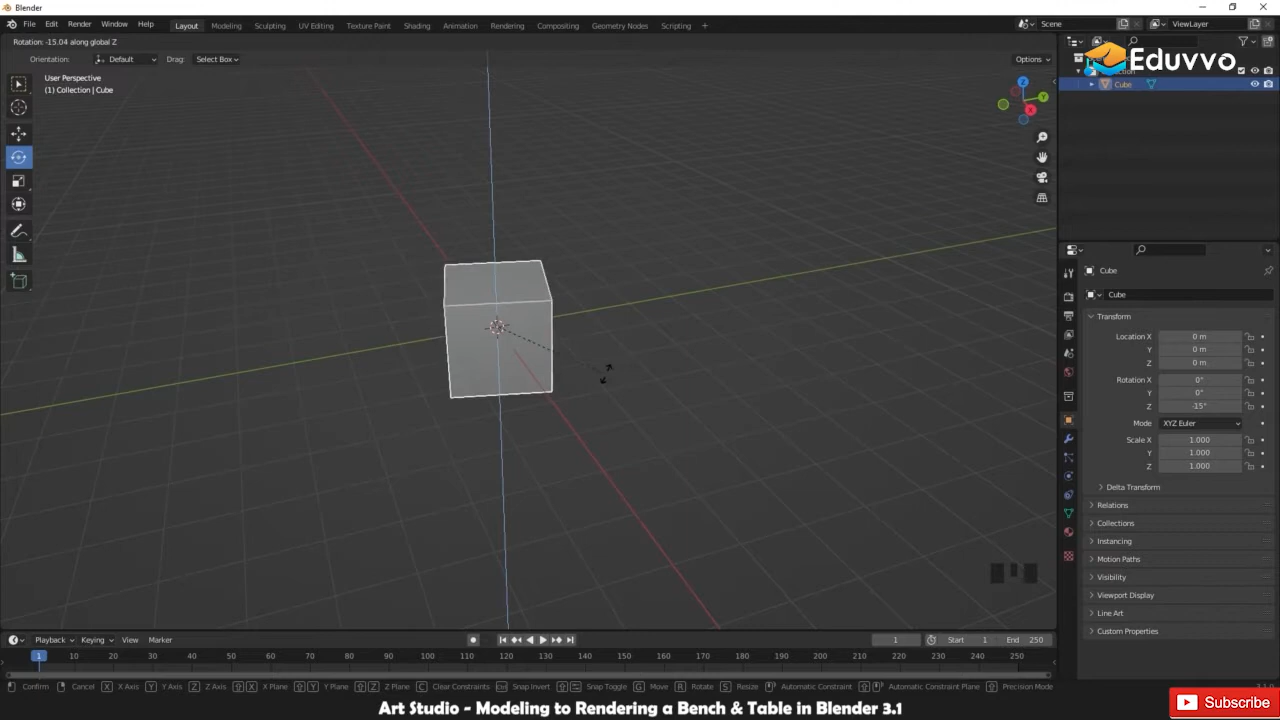 Blender
File Edit Render Window Help Layout Modeling Sculpting UV Editing Texture Paint Shading Animation Rendering Compositing Geometry Nodes Scripting + Scene ViewLayer
Rotation: -15.04 along global Z
Orientation: Default Drag: Select Box Options
Eduvvo
User Perspective
(1) Collection | Cube
Cube
Z
Y
X
Cube
Cube
Transform
Location X 0 m
Y 0 m
Z 0 m
Rotation X 0°
Y 0°
Z -15°
Mode XYZ Euler
Scale X 1.000
Y 1.000
Z 1.000
Delta Transform
Relations
Collections
Instancing
Motion Paths
Visibility
Viewport Display
Line Art
Custom Properties
Playback Keying View Marker 1 Start 1 End 250
1 10 20 30 40 50 60 70 80 90 100 110 120 130 140 150 160 170 180 190 200 210 220 230 240 250
Confirm Cancel X X Axis Y Y Axis Z Z Axis X X Plane Y Y Plane Z Z Plane C Clear Constraints Ctrl Snap Invert Snap Toggle G Move R Rotate S Resize Automatic Constraint Automatic Constraint Plane Precision Mode
Art Studio - Modeling to Rendering a Bench & Table in Blender 3.1
Subscribe